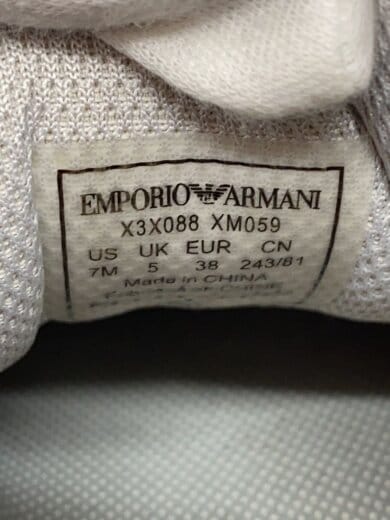 EMPORIO ARMANI
X3X088 XM059
US UK EUR CN
7M 5 38 243/81
Made in CHINA